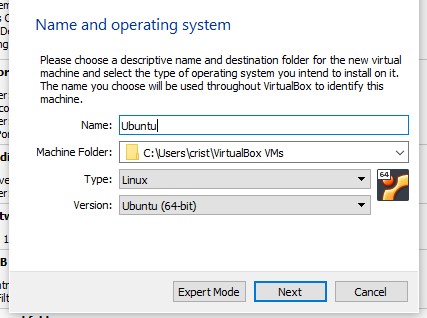 Name and operating system
Please choose a descriptive name and destination folder for the new virtual
machine and select the type of operating system you intend to install on it.
The name you choose will be used throughout VirtualBox to identify this
machine.
Name: Ubuntu
Machine Folder: C:\Users\crist\VirtualBox VMs
Type: Linux
64
Version: Ubuntu (64-bit)
Expert Mode Next Cancel